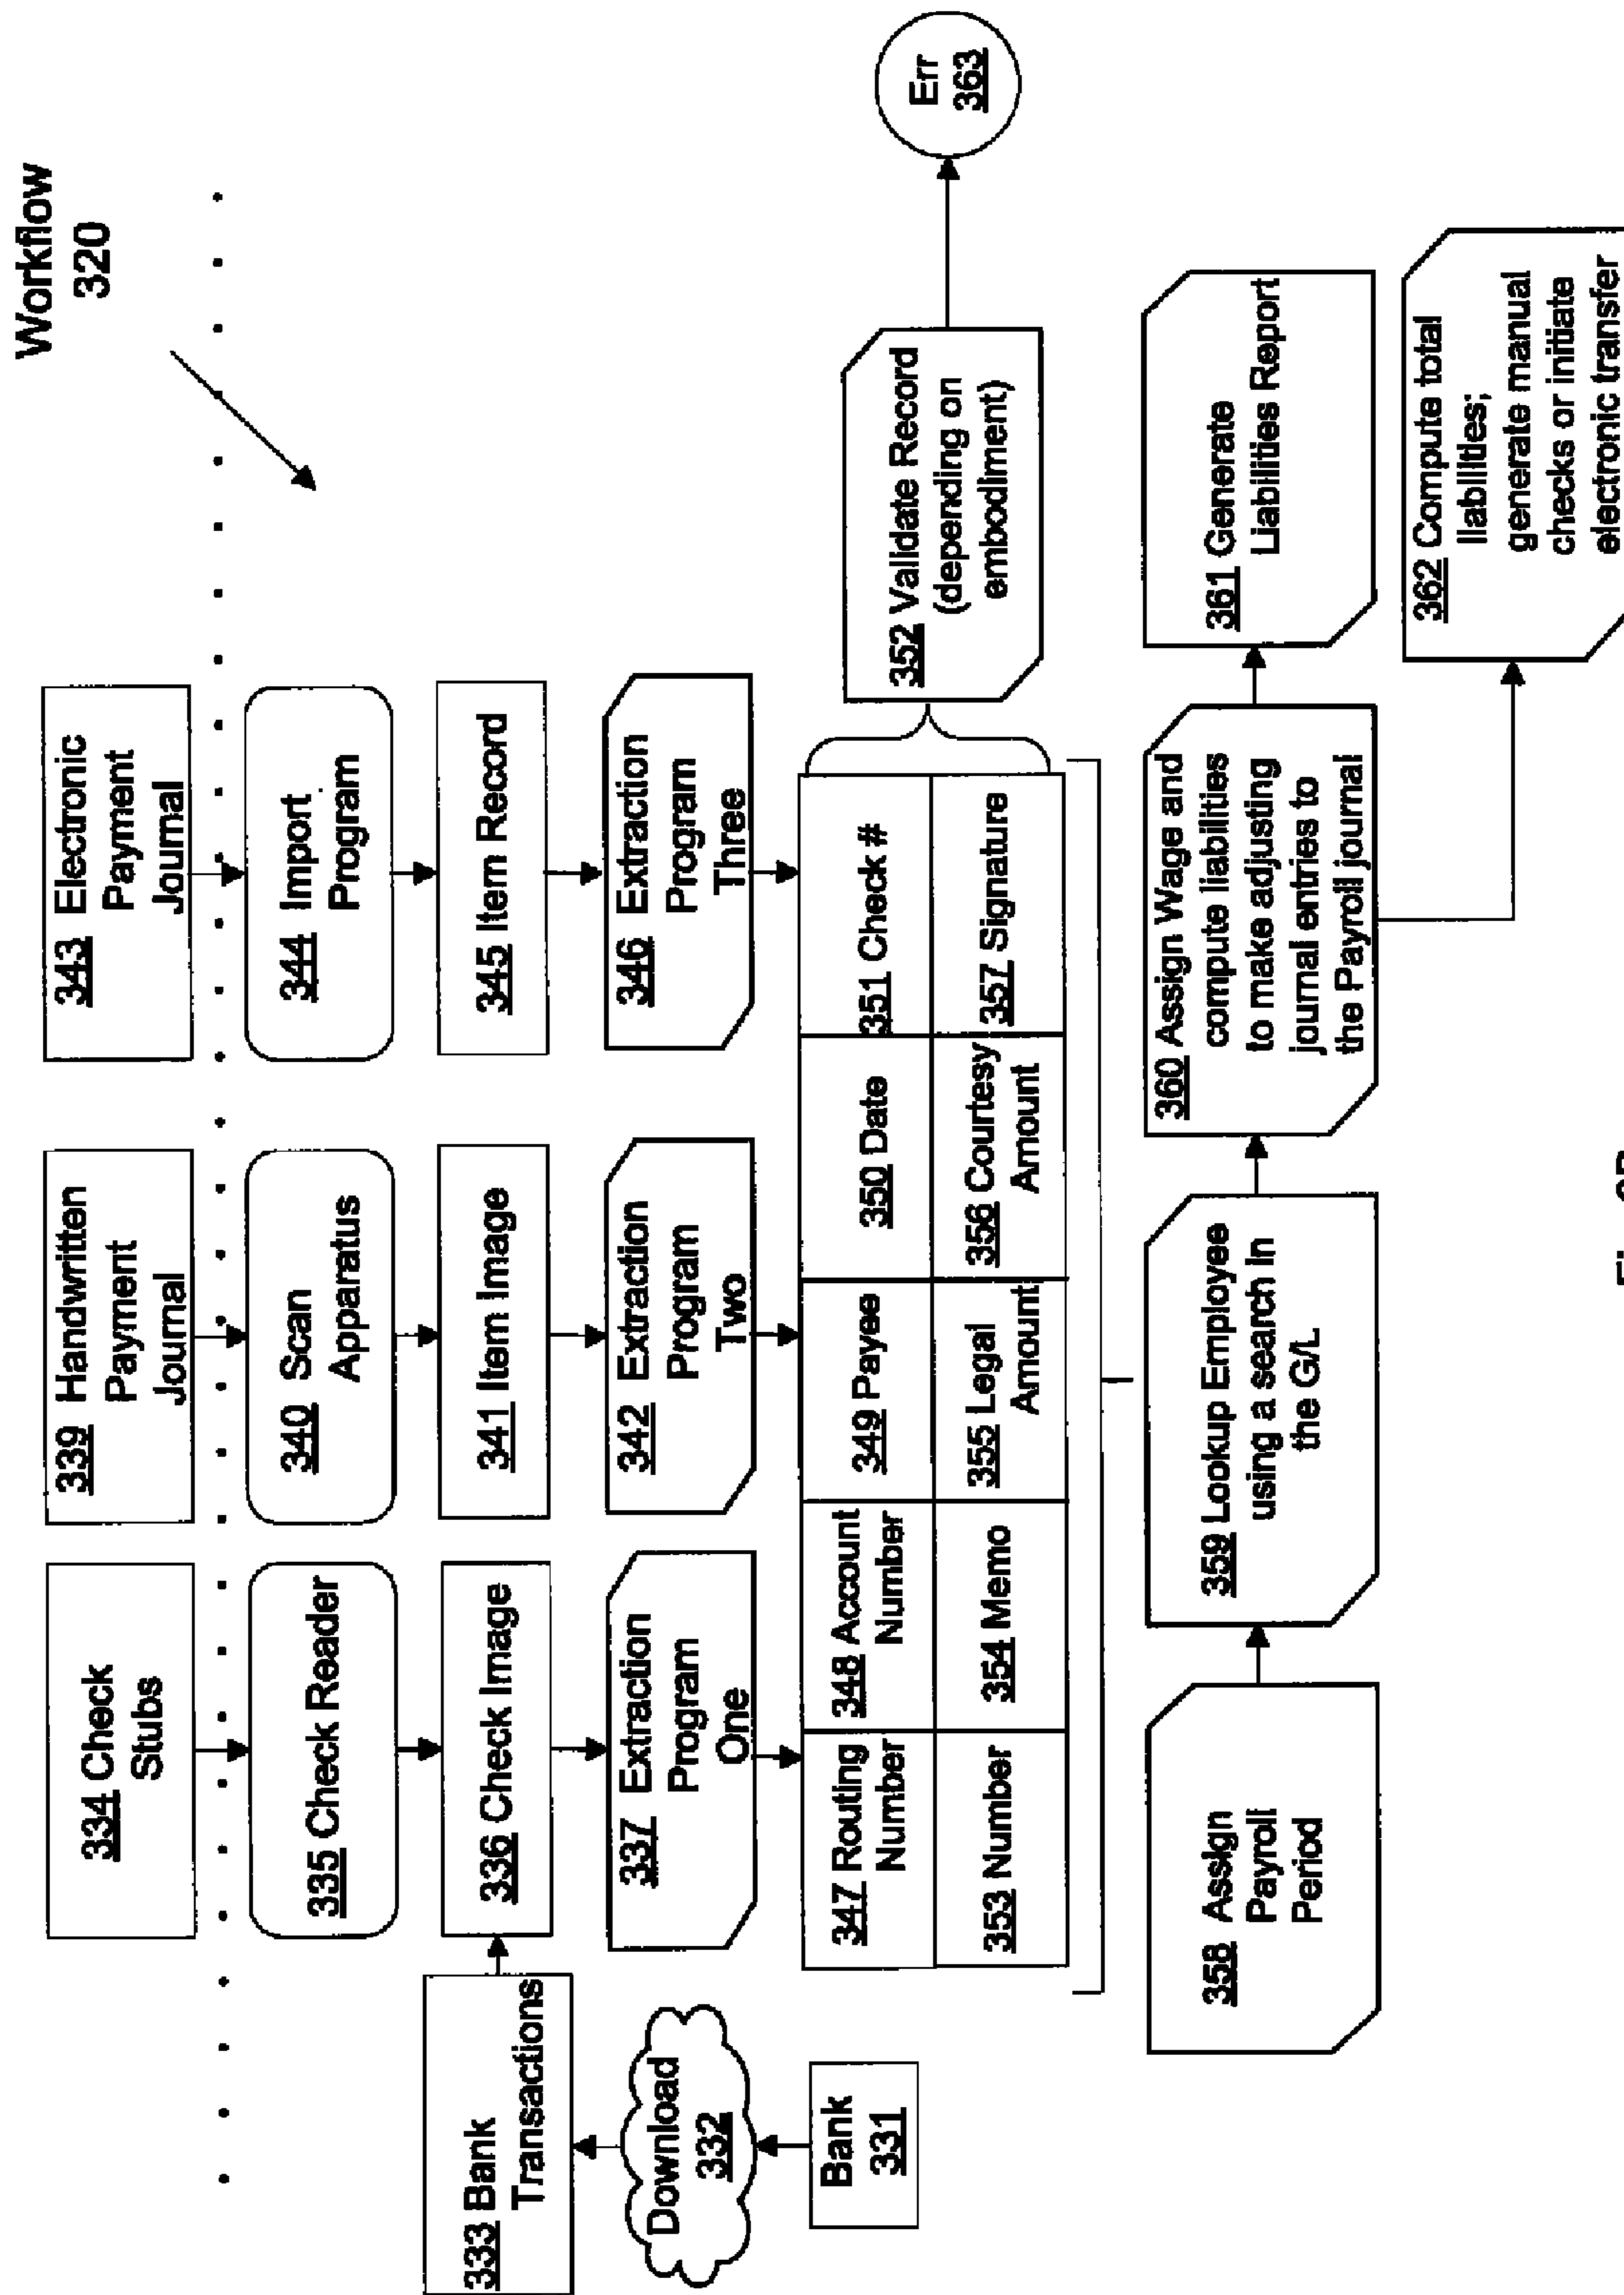 Workflow
320
334 Check
Stubs
339 Handwritten
Payment
Journal
343 Electronic
Payment
Journal
335 Check Reader
340 Scan
Apparatus
344 Import
Program
333 Bank
Transactions
336 Check Image
341 Item Image
345 Item Record
Download
332
337 Extraction
Program
One
342 Extraction
Program
Two
346 Extraction
Program
Three
Bank
331
347 Routing
Number
348 Account
Number
349 Payee
350 Date
351 Check #
353 Number
354 Memo
355 Legal
Amount
356 Courtesy
Amount
357 Signature
352 Validate Record
(depending on
embodiment)
Err
363
358 Assign
Payroll
Period
359 Lookup Employee
using a search in
the G/L
360 Assign Wage and
compute liabilities
to make adjusting
journal entries to
the Payroll journal
361 Generate
Liabilities Report
362 Compute total
liabilities;
generate manual
checks or initiate
electronic transfer